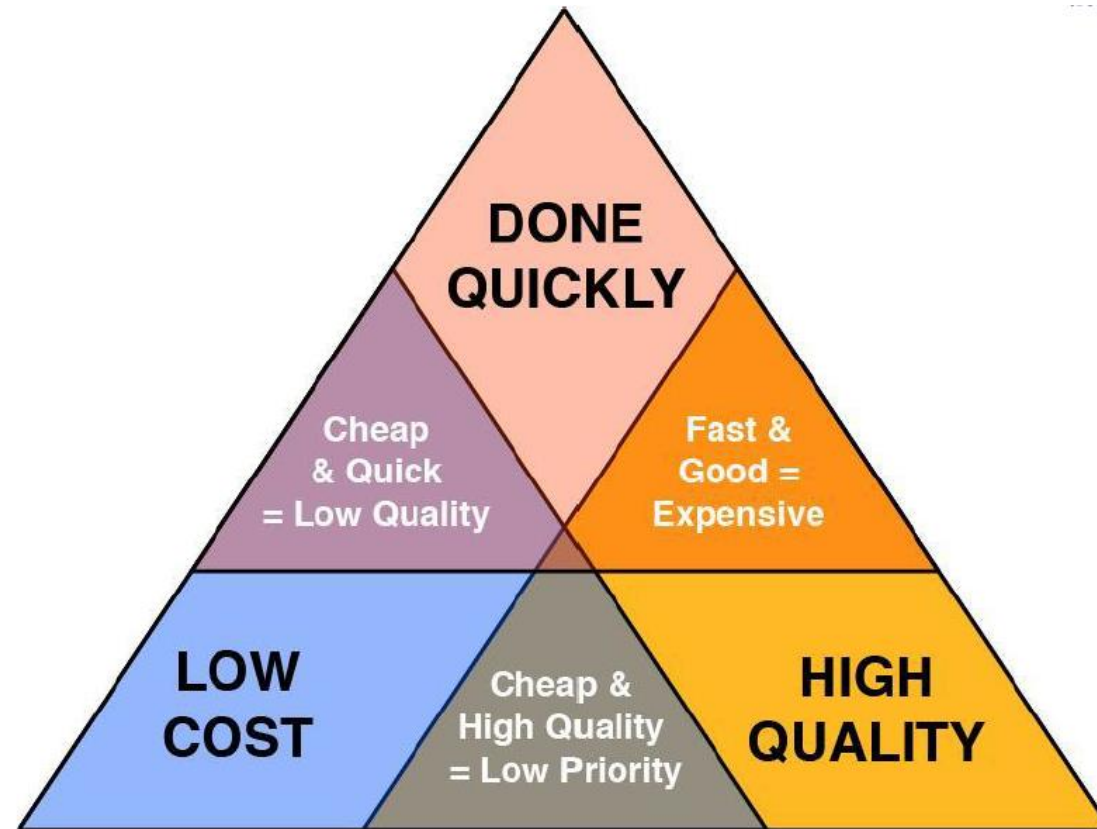 DONE
QUICKLY
Cheap
& Quick
= Low Quality
Fast &
Good =
Expensive
LOW
COST
Cheap &
High Quality
= Low Priority
HIGH
QUALITY